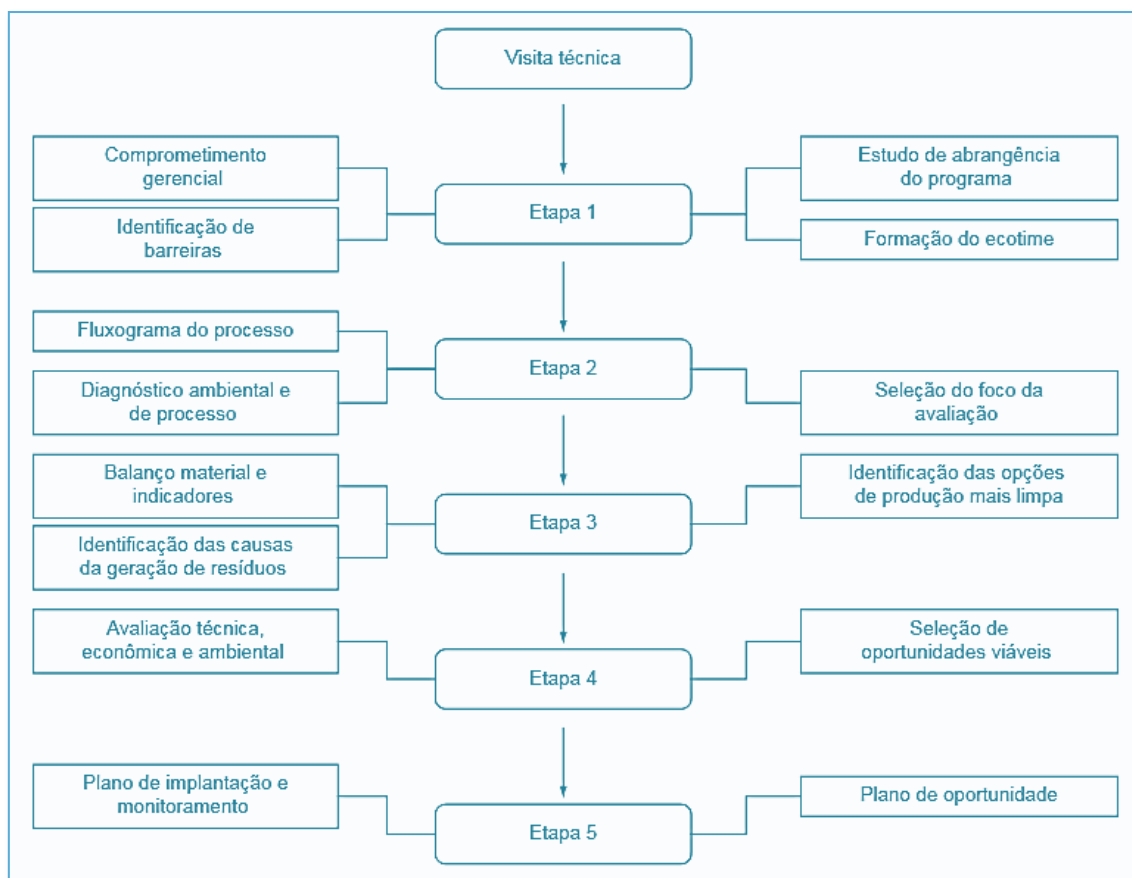 Visita técnica
Comprometimento
gerencial
Estudo de abrangência
do programa
Etapa 1
Identificação de
barreiras
Formação do ecotime
Fluxograma do processo
Etapa 2
Diagnóstico ambiental e
de processo
Seleção do foco da
avaliação
Balanço material e
indicadores
Identificação das opções
de produção mais limpa
Etapa 3
Identificação das causas
da geração de resíduos
Avaliação técnica,
econômica e ambiental
Seleção de
oportunidades viáveis
Etapa 4
Plano de implantação e
monitoramento
Plano de oportunidade
Etapa 5